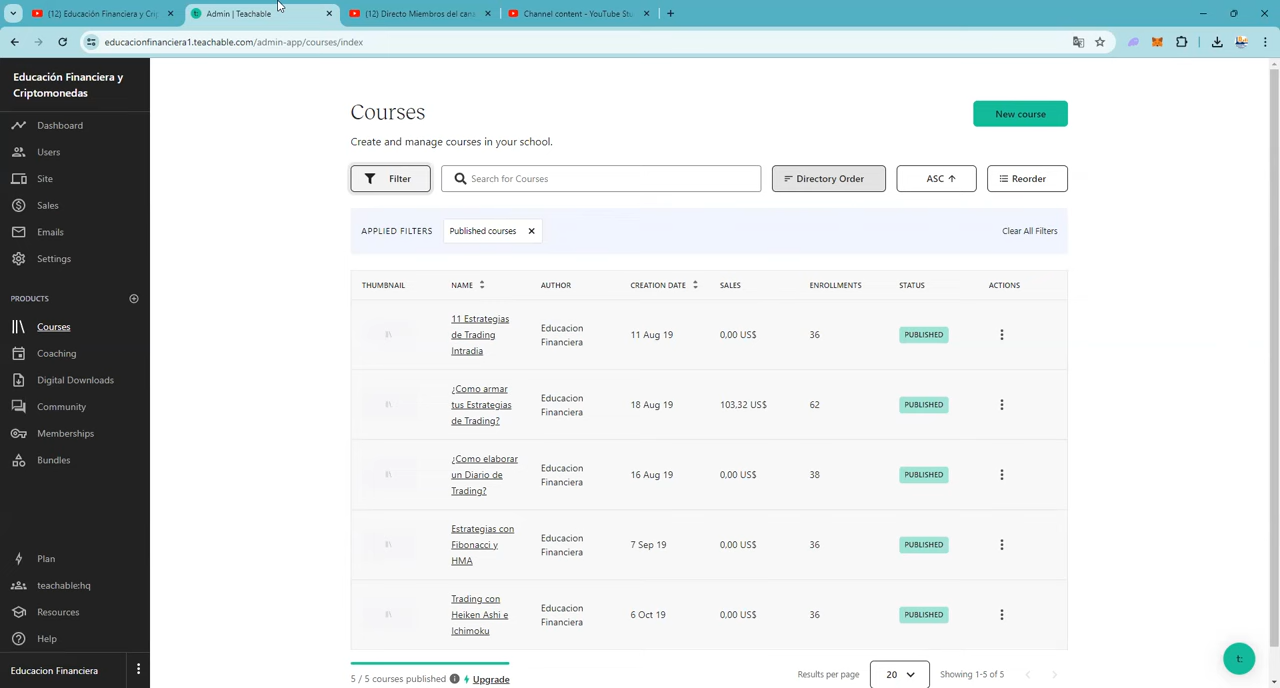 (12) Educación Financiera y Crip
Admin | Teachable
(12) Directo Miembros del cana
Channel content - YouTube Stu
educacionfinanciera1.teachable.com/admin-app/courses/index
Educación Financiera y
Criptomonedas
Dashboard
Users
Site
Sales
Emails
Settings
PRODUCTS
Courses
Coaching
Digital Downloads
Community
Memberships
Bundles
Plan
teachable:hq
Resources
Help
Educacion Financiera
Courses
New course
Create and manage courses in your school.
Filter
Search for Courses
Directory Order
ASC ↑
Reorder
APPLIED FILTERS
Published courses ×
Clear All Filters
THUMBNAIL NAME AUTHOR CREATION DATE SALES ENROLLMENTS STATUS ACTIONS
11 Estrategias
de Trading
Intradia
Educacion
Financiera
11 Aug 19
0,00 US$
36
PUBLISHED
¿Como armar
tus Estrategias
de Trading?
Educacion
Financiera
18 Aug 19
103,32 US$
62
PUBLISHED
¿Como elaborar
un Diario de
Trading?
Educacion
Financiera
16 Aug 19
0,00 US$
38
PUBLISHED
Estrategias con
Fibonacci y
HMA
Educacion
Financiera
7 Sep 19
0,00 US$
36
PUBLISHED
Trading con
Heiken Ashi e
Ichimoku
Educacion
Financiera
6 Oct 19
0,00 US$
36
PUBLISHED
5 / 5 courses published
Upgrade
Results per page
20
Showing 1-5 of 5
t: